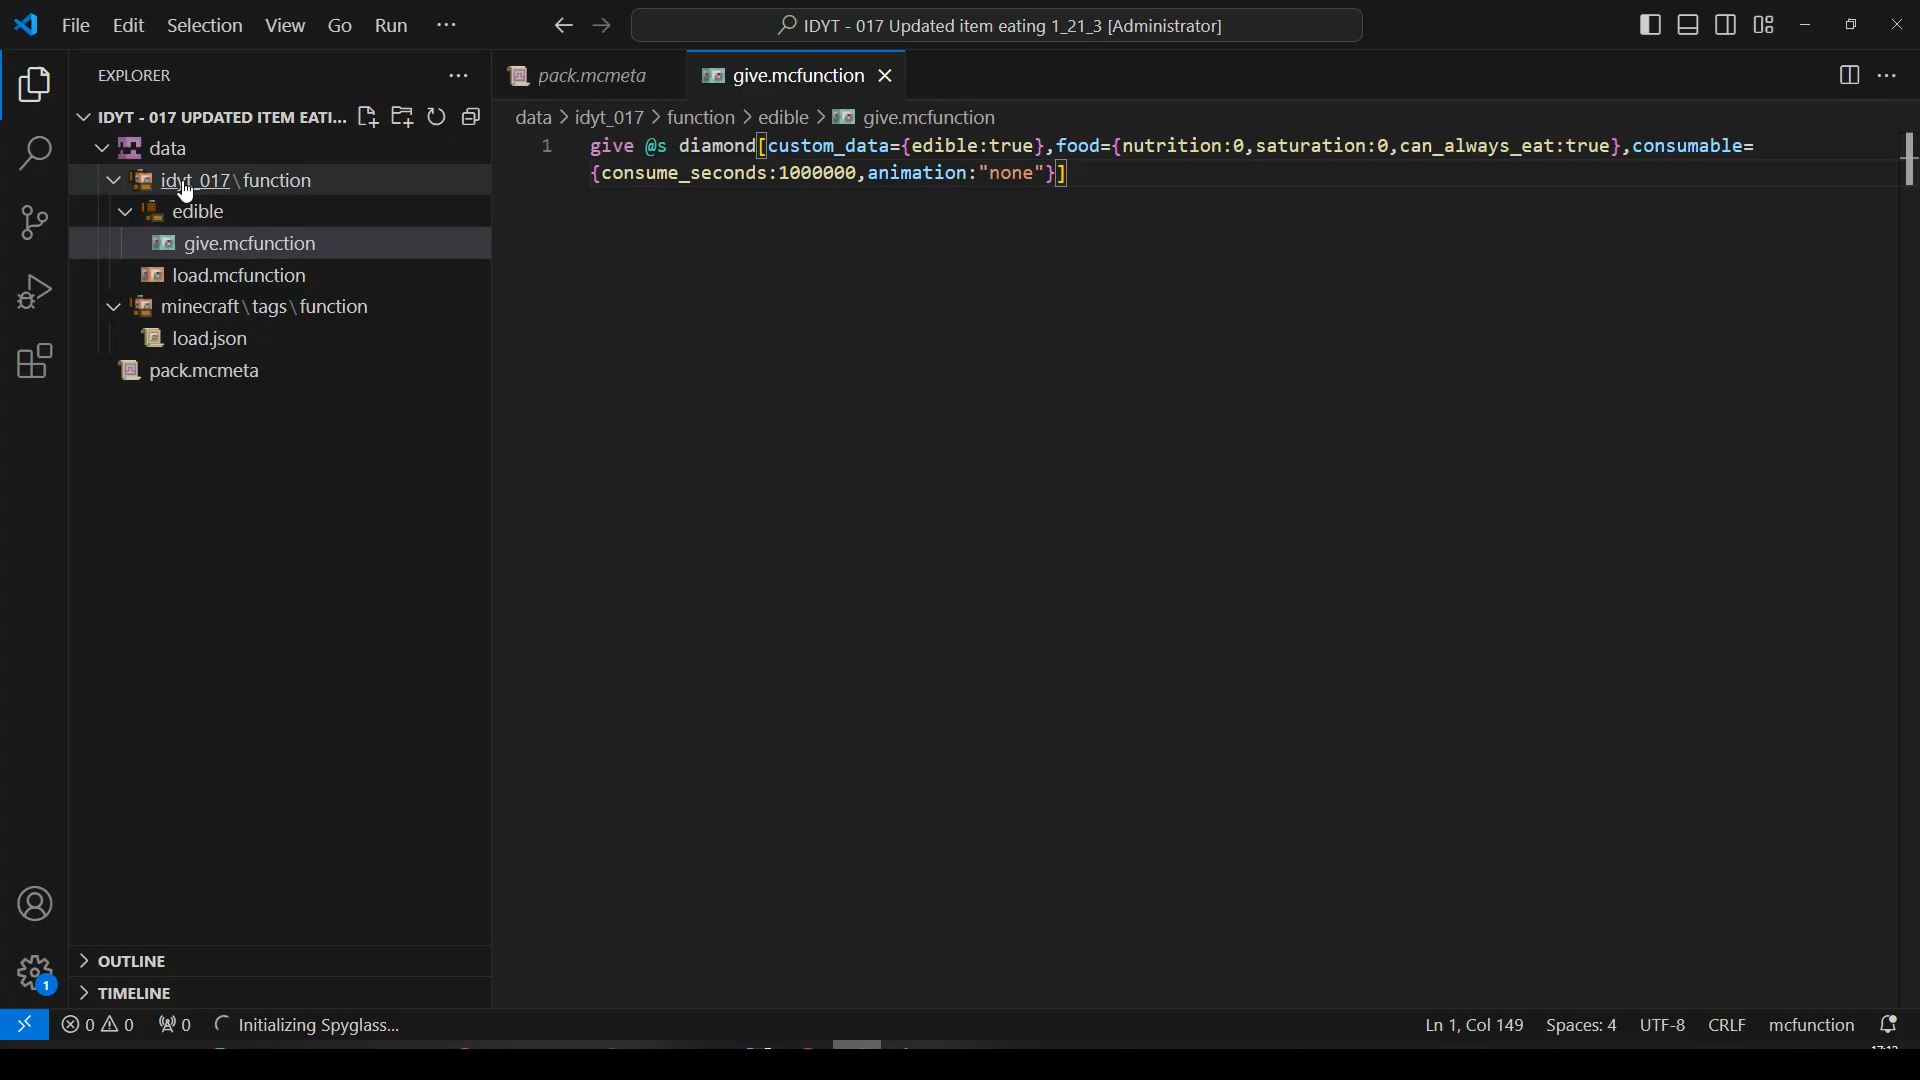 File Edit Selection View Go Run ···
IDYT - 017 Updated item eating 1_21_3 [Administrator]
EXPLORER
IDYT - 017 UPDATED ITEM EATI...
data
idyt_017\function
edible
give.mcfunction
load.mcfunction
minecraft\tags\function
load.json
pack.mcmeta
OUTLINE
TIMELINE
pack.mcmeta
give.mcfunction
data > idyt_017 > function > edible > give.mcfunction
1 give @s diamond[custom_data={edible:true},food={nutrition:0,saturation:0,can_always_eat:true},consumable=
{consume_seconds:1000000,animation:"none"}]
1
0 0 0 Initializing Spyglass... Ln 1, Col 149 Spaces: 4 UTF-8 CRLF mcfunction